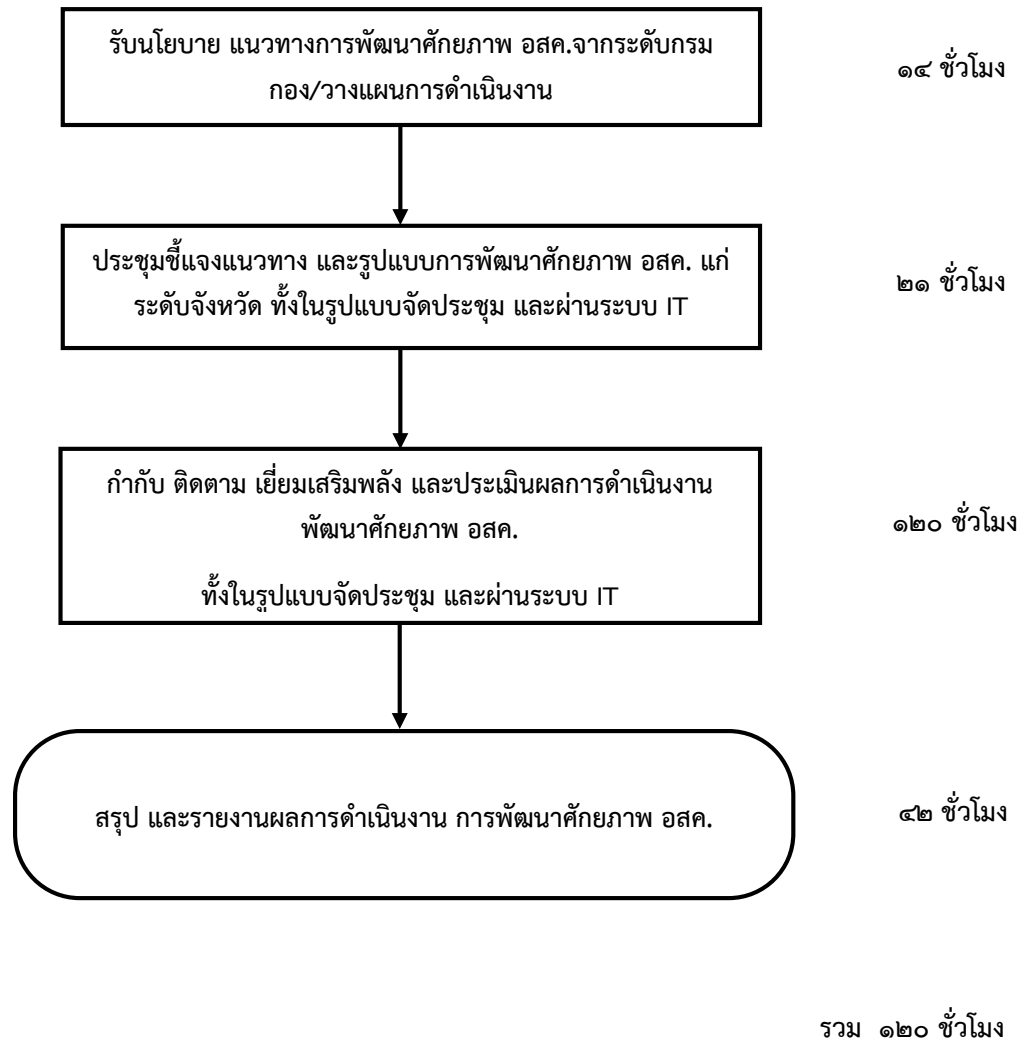 รับนโยบาย แนวทางการพัฒนาศักยภาพ อสค.จากระดับกรม
กอง/วางแผนการดำเนินงาน
๑๔ ชั่วโมง
ประชุมชี้แจงแนวทาง และรูปแบบการพัฒนาศักยภาพ อสค. แก่
ระดับจังหวัด ทั้งในรูปแบบจัดประชุม และผ่านระบบ IT
๒๑ ชั่วโมง
กำกับ ติดตาม เยี่ยมเสริมพลัง และประเมินผลการดำเนินงาน
พัฒนาศักยภาพ อสค.
ทั้งในรูปแบบจัดประชุม และผ่านระบบ IT
๑๒๐ ชั่วโมง
สรุป และรายงานผลการดำเนินงาน การพัฒนาศักยภาพ อสค.
๔๒ ชั่วโมง
รวม ๑๒๐ ชั่วโมง